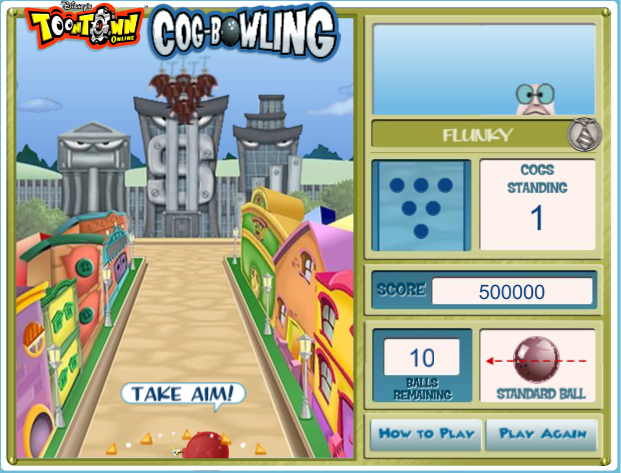 Disney's
TOONTOWN
ONLINE
COG-BOWLING
FLUNKY
COGS
STANDING
1
SCORE 500000
10
BALLS
REMAINING
STANDARD BALL
TAKE AIM!
HOW TO PLAY
PLAY AGAIN